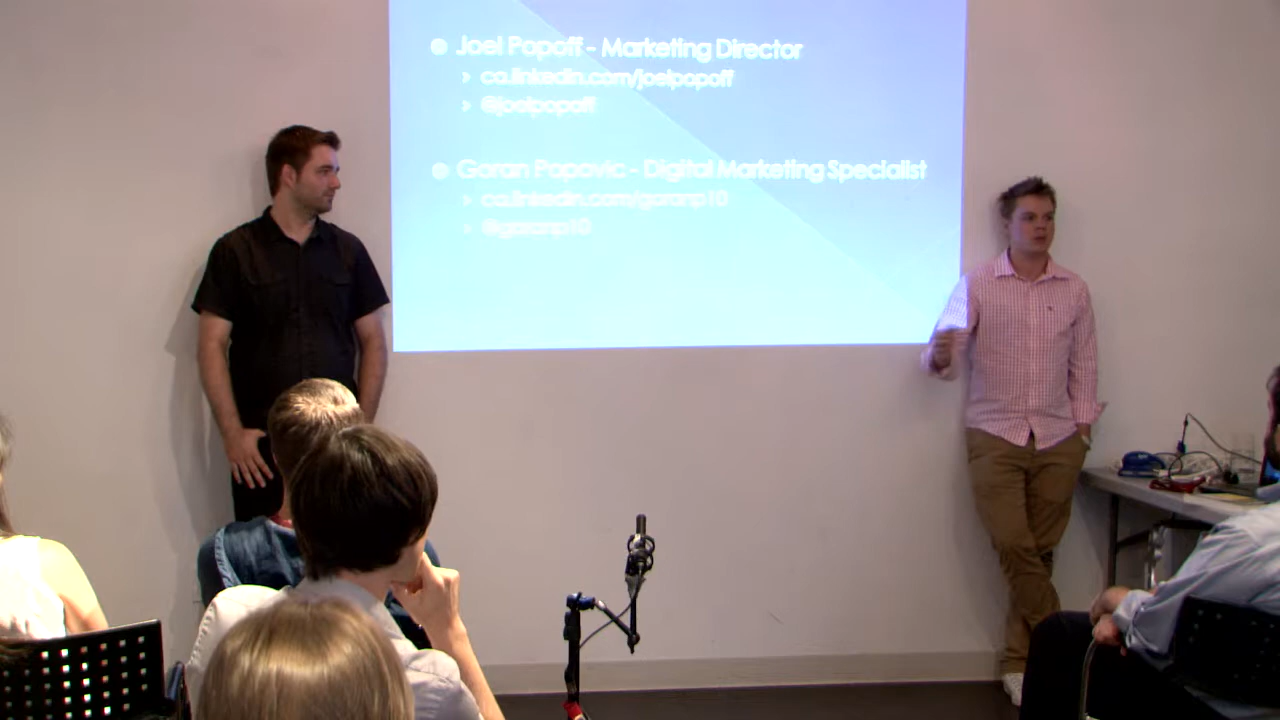 Joel Popoff - Marketing Director
ca.linkedin.com/joelpopoff
@joelpopoff
Goran Popovic - Digital Marketing Specialist
ca.linkedin.com/goranp10
@goranp10